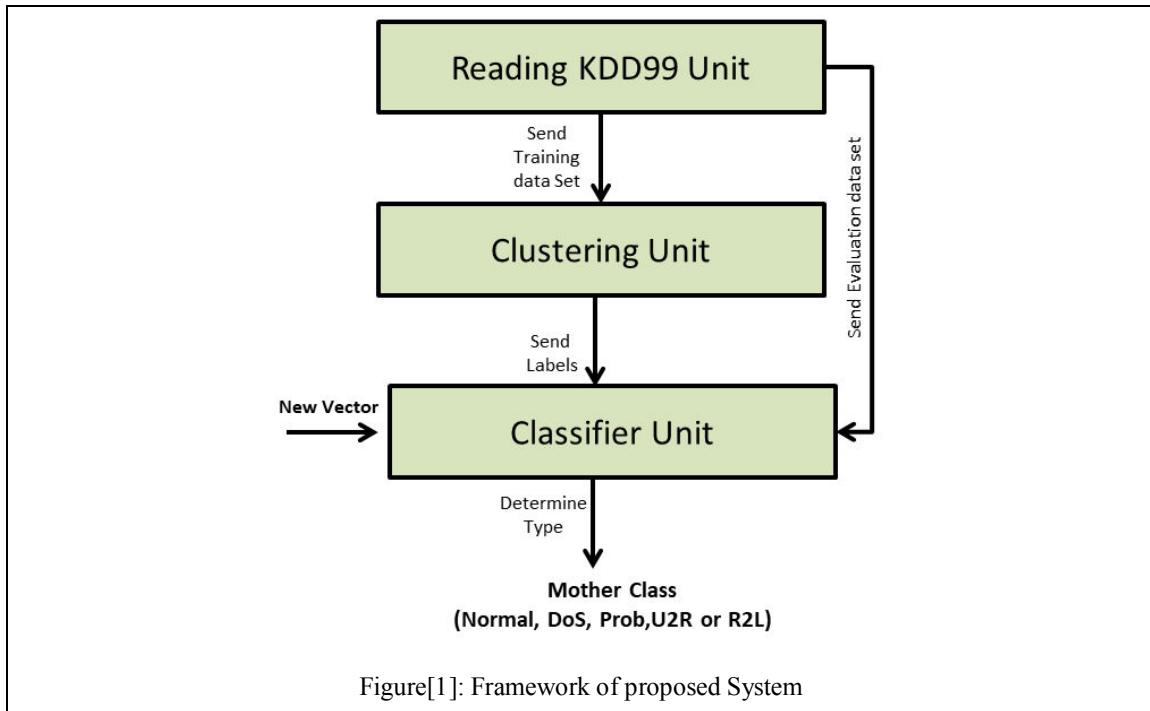 Reading KDD99 Unit
Send
Training
data Set
Send Evaluation data set
Clustering Unit
Send
Labels
New Vector
Classifier Unit
Determine
Type
Mother Class
(Normal, DoS, Prob,U2R or R2L)
Figure[1]: Framework of proposed System